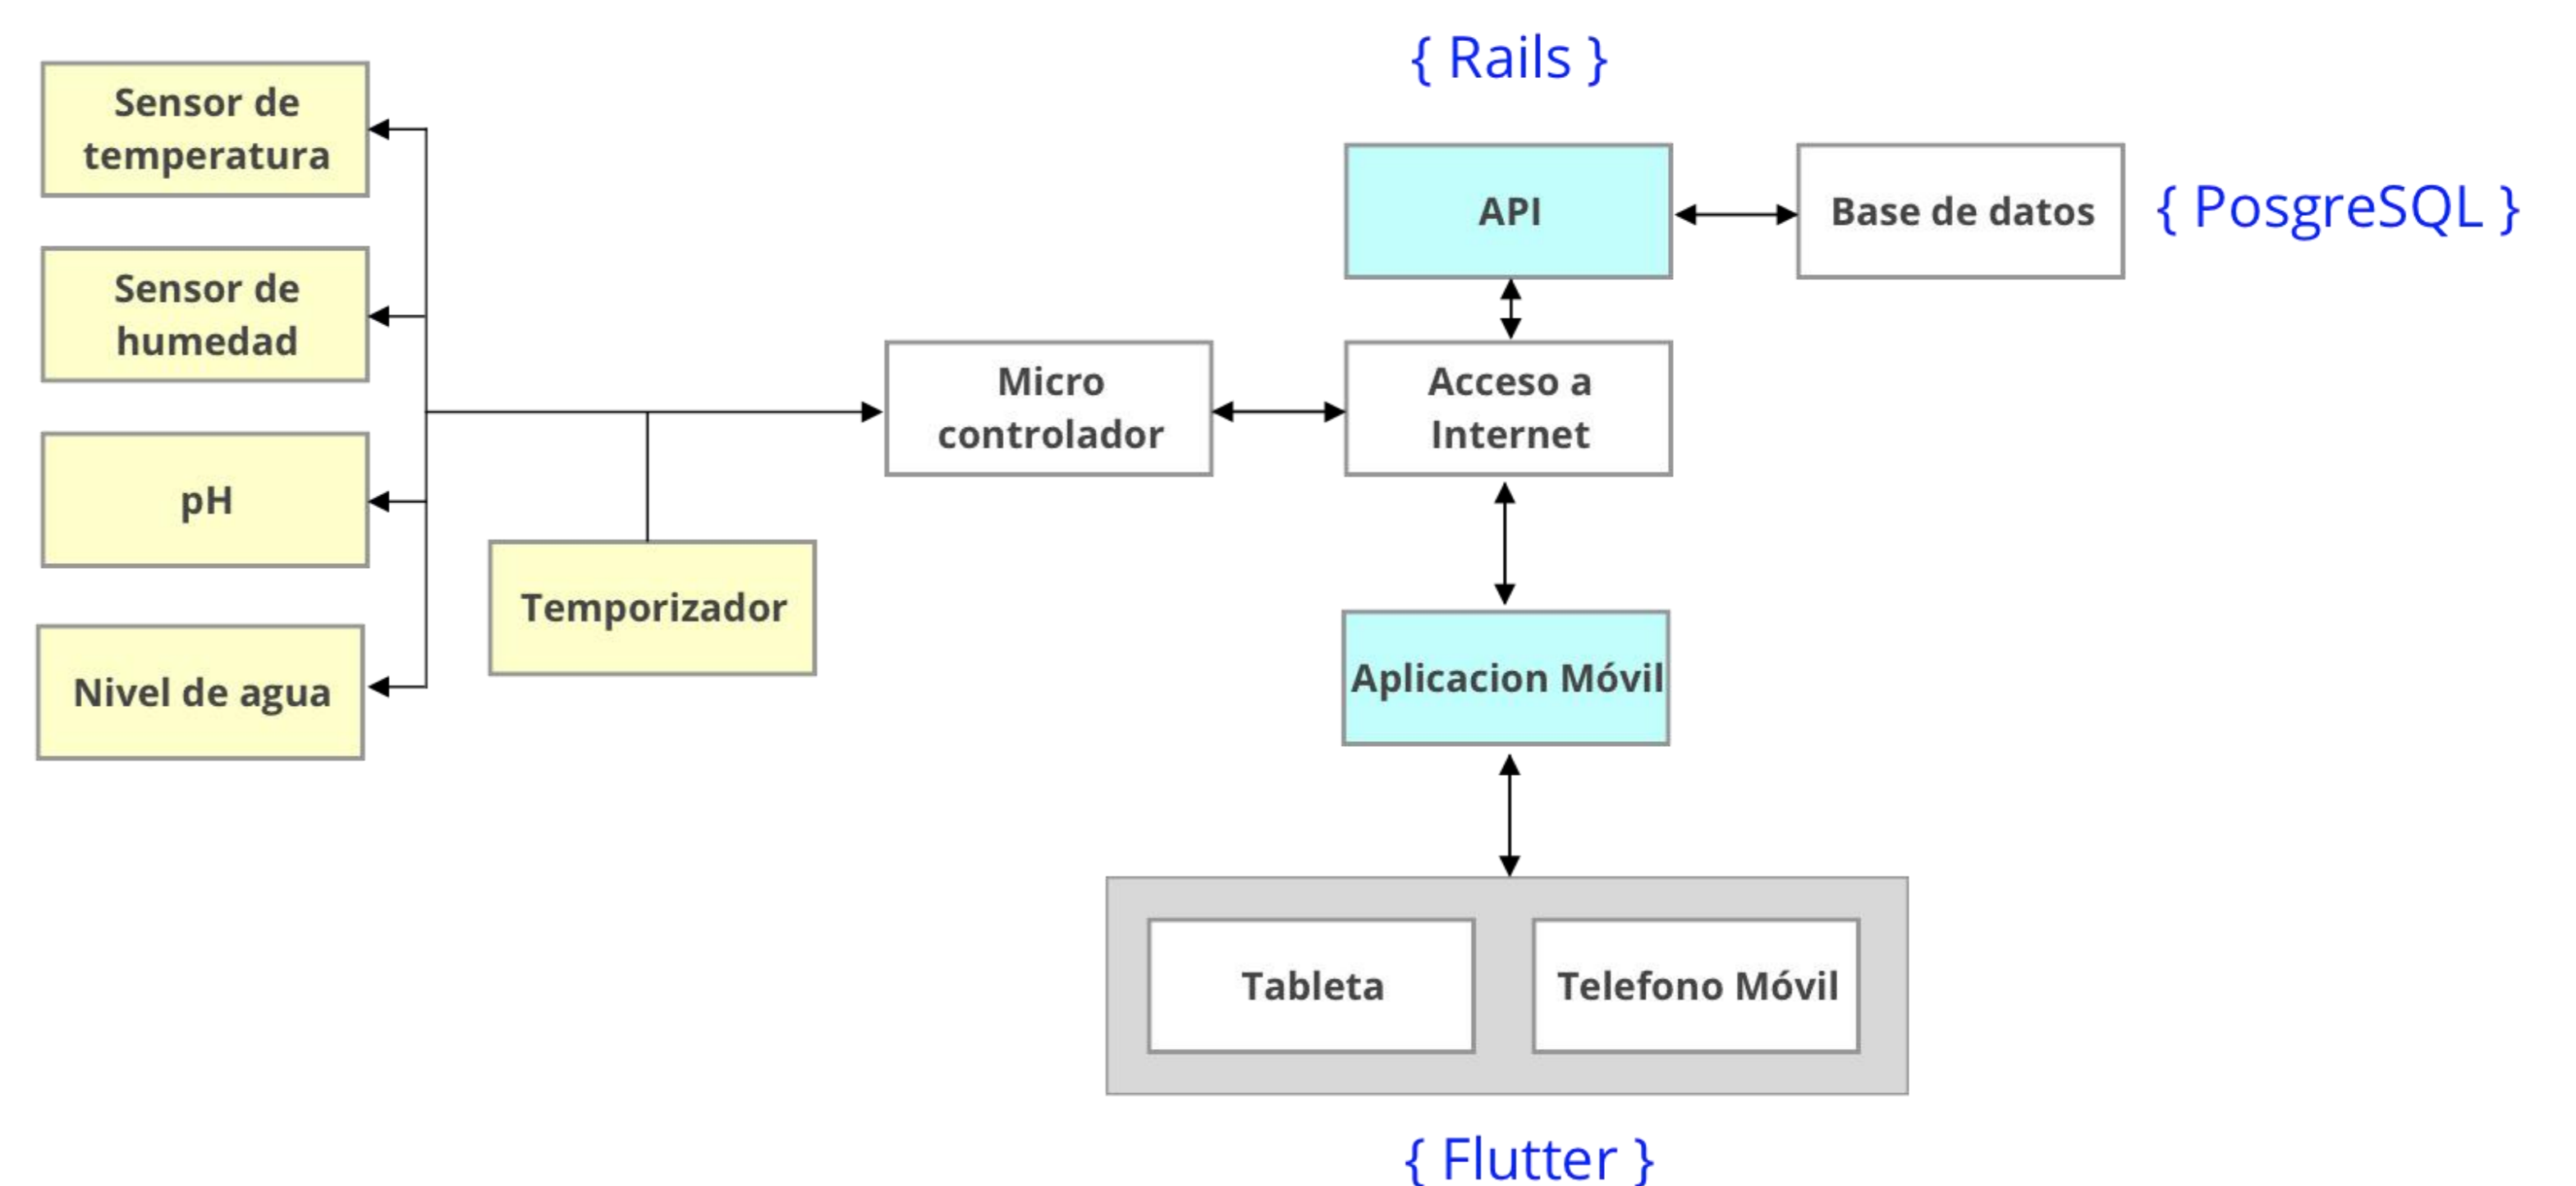 { Rails }
Sensor de
temperatura
API
Base de datos
{ PosgreSQL }
Sensor de
humedad
Micro
controlador
Acceso a
Internet
pH
Temporizador
Nivel de agua
Aplicacion Móvil
Tableta
Telefono Móvil
{ Flutter }